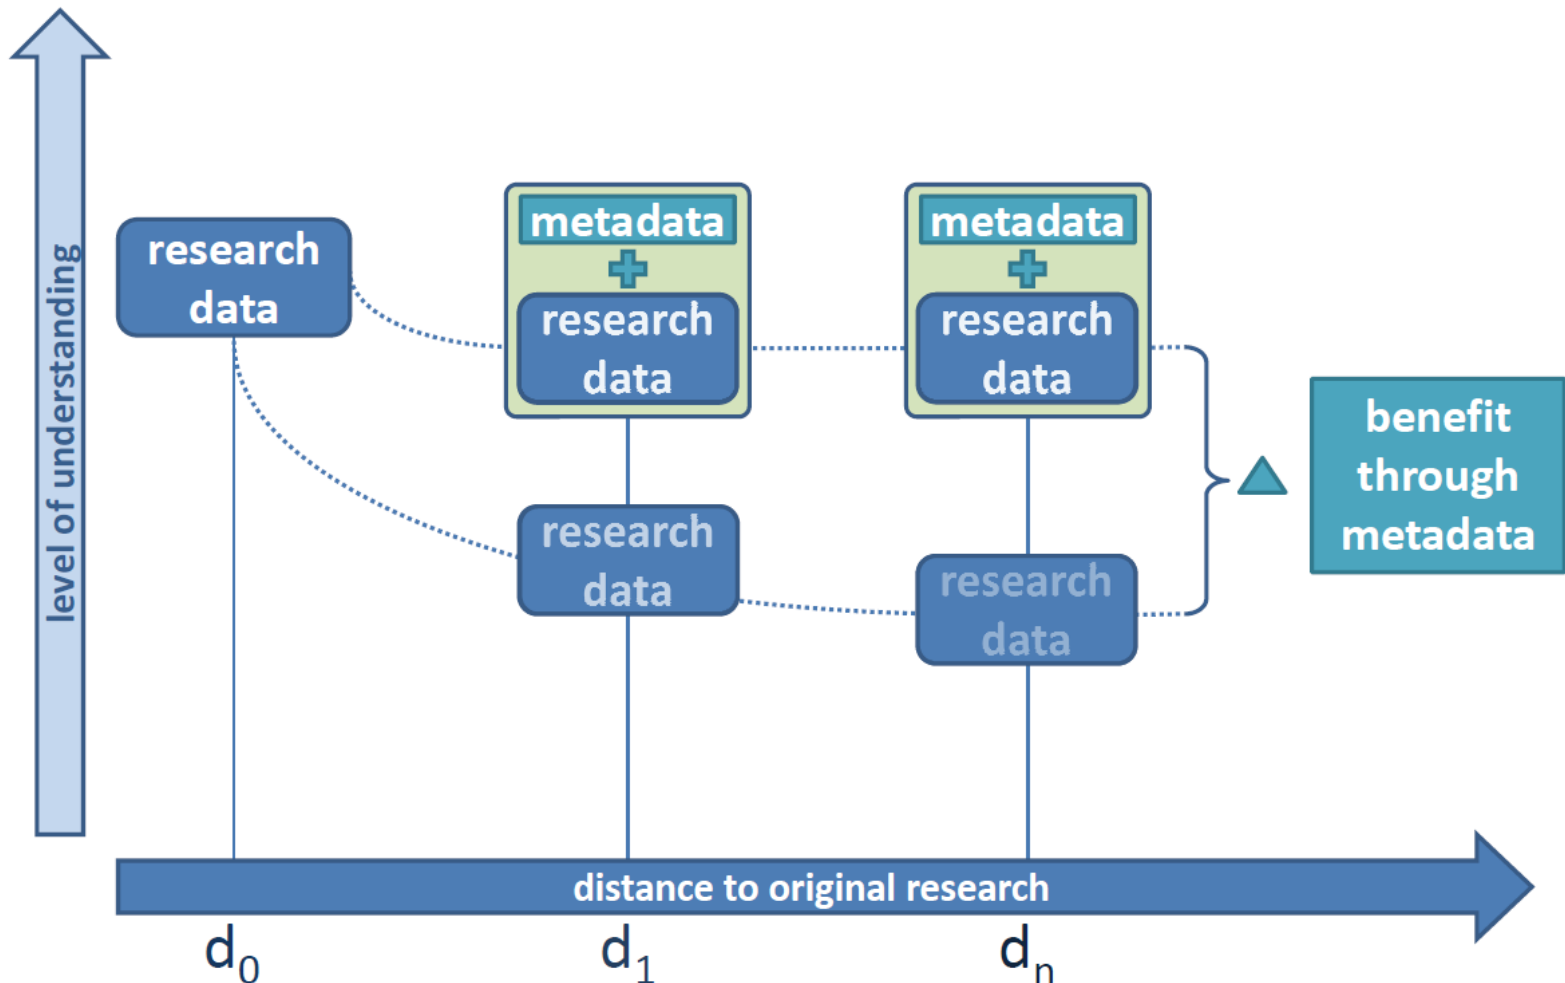 level of understanding
research
data
metadata
research
data
metadata
research
data
research
data
research
data
benefit
through
metadata
distance to original research
d₀
d₁
dₙ